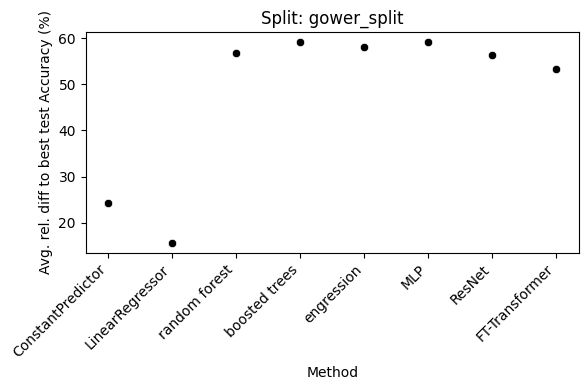 Split: gower_split
Avg. rel. diff to best test Accuracy (%)
60
50
40
30
20
ConstantPredictor
LinearRegressor
random forest
boosted trees
engression
MLP
ResNet
FT-Transformer
Method